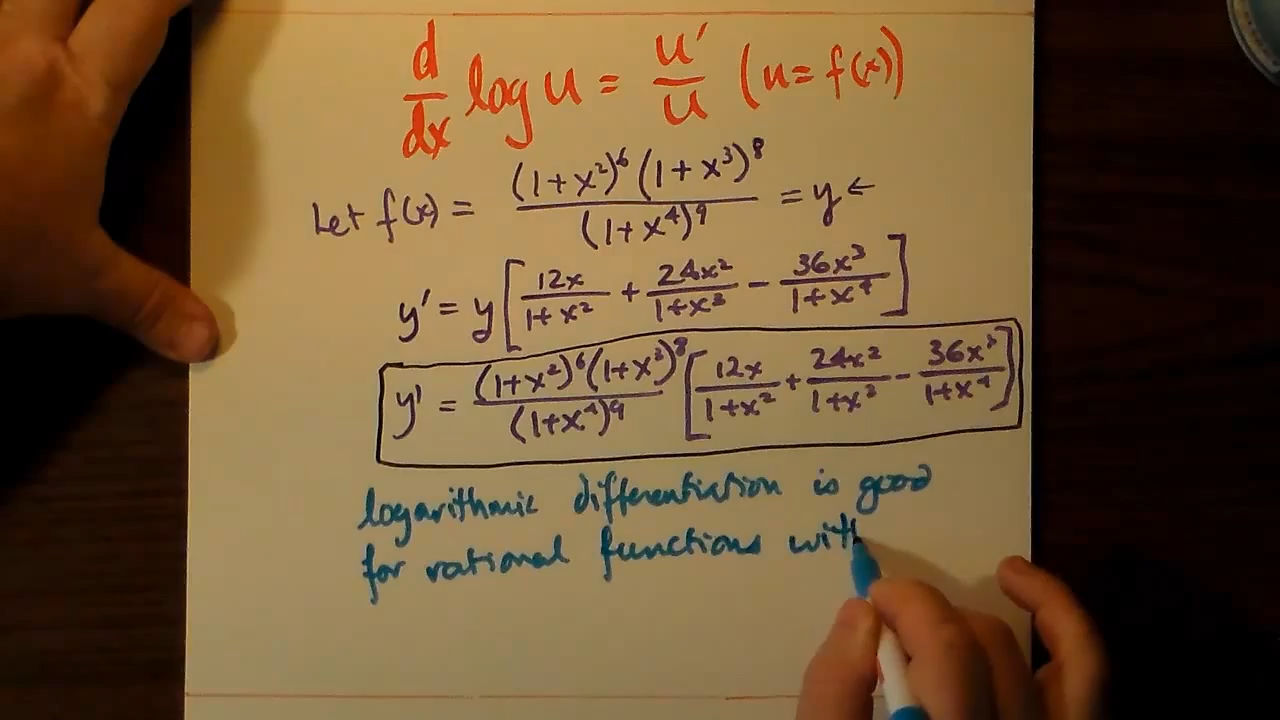 d/dx log u = u'/u (u = f(x))
Let f(x) = (1+x²)⁶(1+x³)⁸/(1+x⁴)⁹ = y ←
y' = y[12x/(1+x²) + 24x²/(1+x³) − 36x³/(1+x⁴)]
y' = (1+x²)⁶(1+x³)⁸/(1+x⁴)⁹ [12x/(1+x²) + 24x²/(1+x³) − 36x³/(1+x⁴)]
logarithmic differentiation is good
for rational functions with